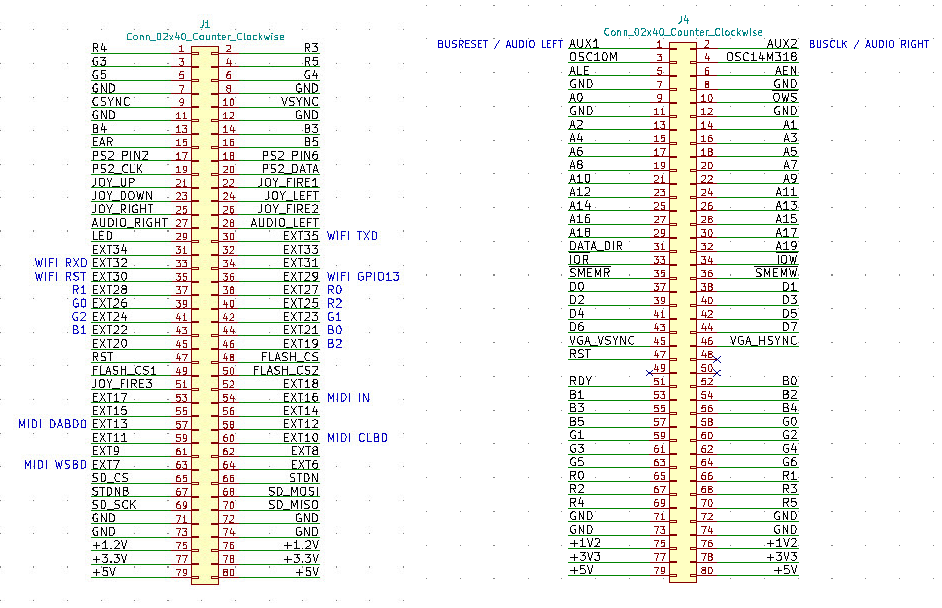 J1
Conn_02x40_Counter_Clockwise
R4 1 2 R3
G3 3 4 R5
G5 5 6 G4
GND 7 8 GND
CSYNC 9 10 VSYNC
GND 11 12 GND
B4 13 14 B3
EAR 15 16 B5
PS2_PIN2 17 18 PS2_PIN6
PS2_CLK 19 20 PS2_DATA
JOY_UP 21 22 JOY_FIRE1
JOY_DOWN 23 24 JOY_LEFT
JOY_RIGHT 25 26 JOY_FIRE2
AUDIO_RIGHT 27 28 AUDIO_LEFT
LED 29 30 EXT35 WIFI TXD
EXT34 31 32 EXT33
WIFI RXD EXT32 33 34 EXT31
WIFI RST EXT30 35 36 EXT29 WIFI GPIO13
R1 EXT28 37 38 EXT27 R0
G0 EXT26 39 40 EXT25 R2
G2 EXT24 41 42 EXT23 G1
B1 EXT22 43 44 EXT21 B0
EXT20 45 46 EXT19 B2
RST 47 48 FLASH_CS
FLASH_CS1 49 50 FLASH_CS2
JOY_FIRE3 51 52 EXT18
EXT17 53 54 EXT16 MIDI IN
EXT15 55 56 EXT14
MIDI DABDO EXT13 57 58 EXT12
EXT11 59 60 EXT10 MIDI CLBD
EXT9 61 62 EXT8
MIDI WSBD EXT7 63 64 EXT6
SD_CS 65 66 STDN
STDNB 67 68 SD_MOSI
SD_SCK 69 70 SD_MISO
GND 71 72 GND
GND 73 74 GND
+1.2V 75 76 +1.2V
+3.3V 77 78 +3.3V
+5V 79 80 +5V
J4
Conn_02x40_Counter_Clockwise
BUSRESET / AUDIO LEFT AUX1 1 2 AUX2 BUSCLK / AUDIO RIGHT
OSC10M 3 4 OSC14M318
ALE 5 6 AEN
GND 7 8 GND
A0 9 10 OWS
GND 11 12 GND
A2 13 14 A1
A4 15 16 A3
A6 17 18 A5
A8 19 20 A7
A10 21 22 A9
A12 23 24 A11
A14 25 26 A13
A16 27 28 A15
A18 29 30 A17
DATA_DIR 31 32 A19
IOR 33 34 IOW
SMEMR 35 36 SMEMW
D0 37 38 D1
D2 39 40 D3
D4 41 42 D5
D6 43 44 D7
VGA_VSYNC 45 46 VGA_HSYNC
RST 47 48
49 50
RDY 51 52 B0
B1 53 54 B2
B3 55 56 B4
B5 57 58 G0
G1 59 60 G2
G3 61 62 G4
G5 63 64 G6
R0 65 66 R1
R2 67 68 R3
R4 69 70 R5
GND 71 72 GND
GND 73 74 GND
+1V2 75 76 +1V2
+3V3 77 78 +3V3
+5V 79 80 +5V